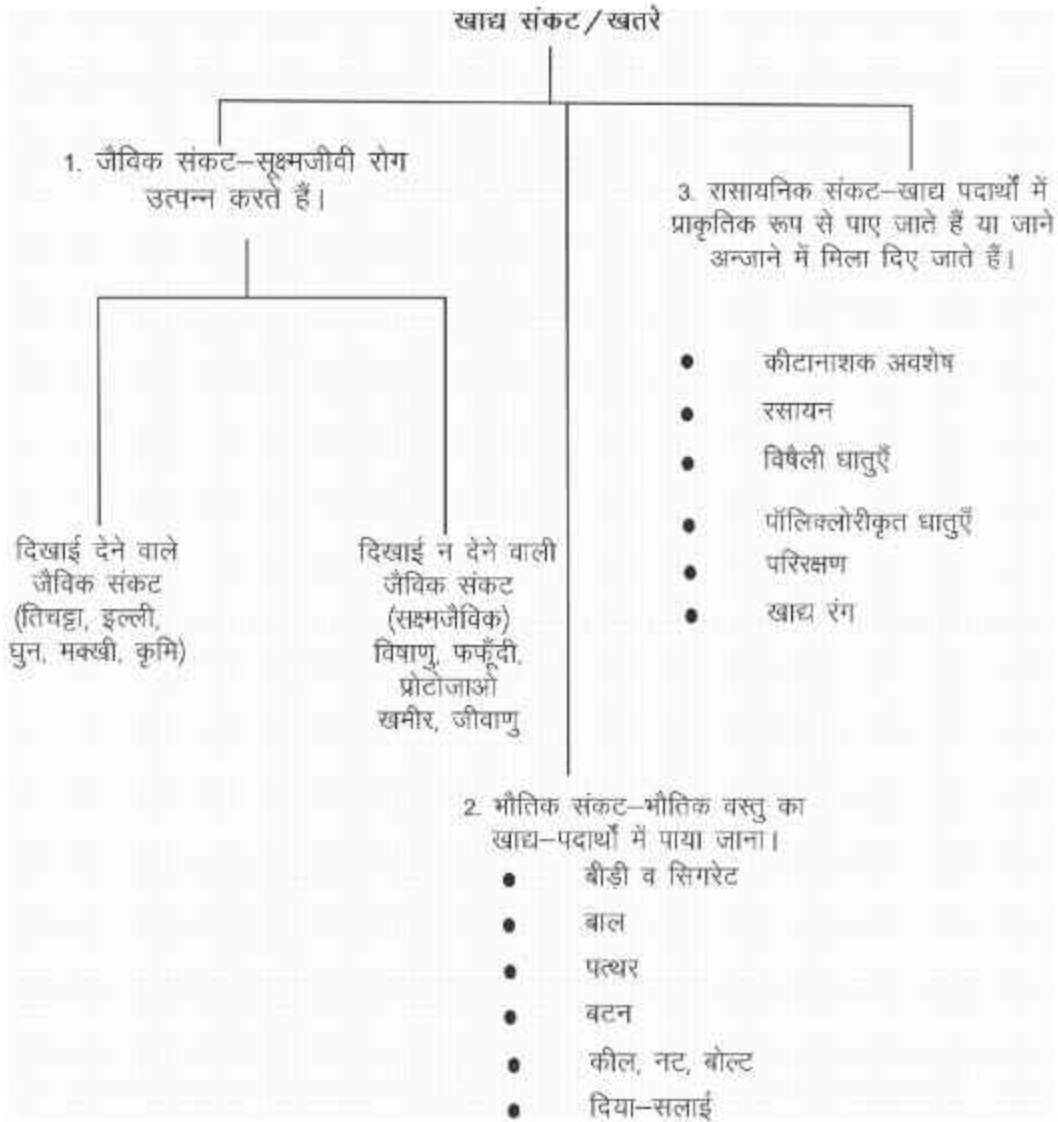 खाद्य संकट/खतरे
1. जैविक संकट–सूक्ष्मजीवी रोग
उत्पन्न करते हैं।
दिखाई देने वाले
जैविक संकट
(तिचट्टा, इल्ली,
घुन, मक्खी, कृमि)
दिखाई न देने वाली
जैविक संकट
(सक्ष्मजैविक)
विषाणु, फफूँदी,
प्रोटोजाओ
खमीर, जीवाणु
2. भौतिक संकट–भौतिक वस्तु का
खाद्य–पदार्थों में पाया जाना।
• बीड़ी व सिगरेट
• बाल
• पत्थर
• बटन
• कील, नट, बोल्ट
• दिया–सलाई
3. रासायनिक संकट–खाद्य पदार्थों में
प्राकृतिक रूप से पाए जाते हैं या जाने
अन्जाने में मिला दिए जाते हैं।
• कीटानाशक अवशेष
• रसायन
• विषैली धातुएँ
• पॉलिक्लोरीकृत धातुएँ
• परिरक्षण
• खाद्य रंग